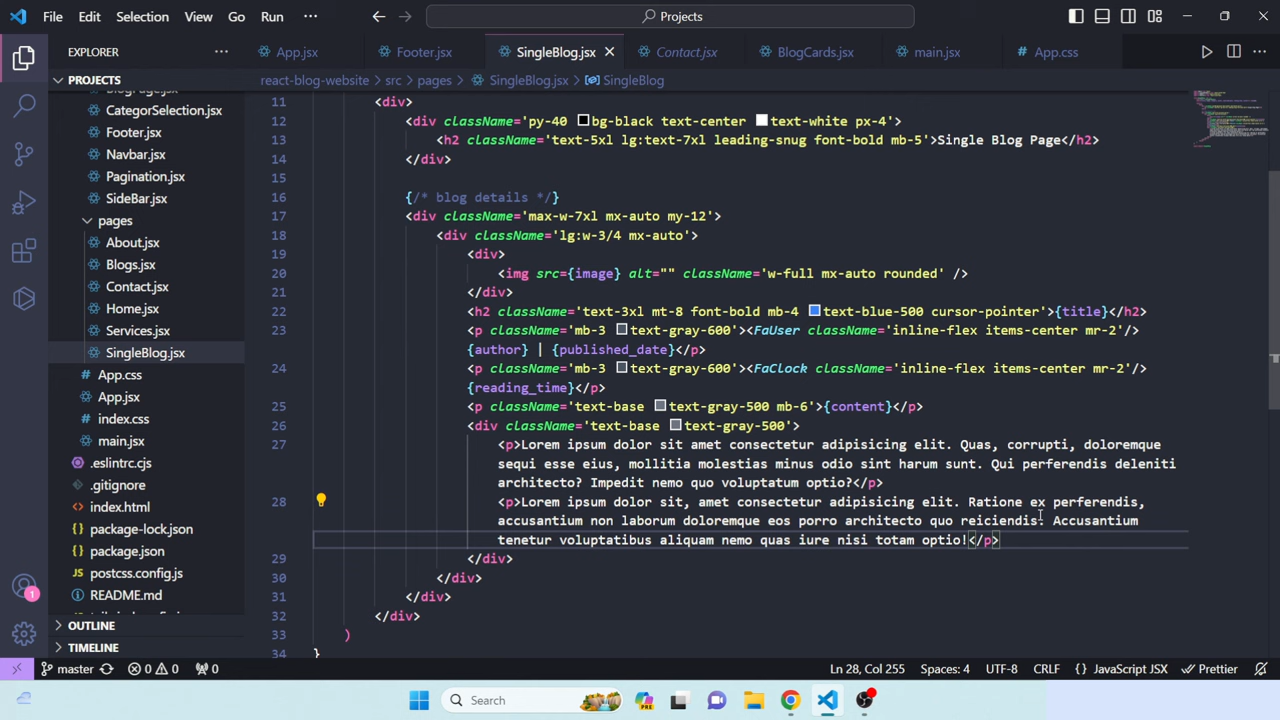 File Edit Selection View Go Run ··· Projects
EXPLORER ··· App.jsx Footer.jsx SingleBlog.jsx Contact.jsx BlogCards.jsx main.jsx # App.css ···
PROJECTS
react-blog-website > src > pages > SingleBlog.jsx > SingleBlog
CategorSelection.jsx
Footer.jsx
Navbar.jsx
Pagination.jsx
SideBar.jsx
pages
About.jsx
Blogs.jsx
Contact.jsx
Home.jsx
Services.jsx
SingleBlog.jsx
# App.css
App.jsx
# index.css
main.jsx
.eslintrc.cjs
.gitignore
index.html
package-lock.json
package.json
JS postcss.config.js
README.md
OUTLINE
TIMELINE
11 <div>
12 <div className='py-40 bg-black text-center text-white px-4'>
13 <h2 className='text-5xl lg:text-7xl leading-snug font-bold mb-5'>Single Blog Page</h2>
14 </div>
15
16 {/* blog details */}
17 <div className='max-w-7xl mx-auto my-12'>
18 <div className='lg:w-3/4 mx-auto'>
19 <div>
20 <img src={image} alt="" className='w-full mx-auto rounded' />
21 </div>
22 <h2 className='text-3xl mt-8 font-bold mb-4 text-blue-500 cursor-pointer'>{title}</h2>
23 <p className='mb-3 text-gray-600'><FaUser className='inline-flex items-center mr-2'/>
{author} | {published_date}</p>
24 <p className='mb-3 text-gray-600'><FaClock className='inline-flex items-center mr-2'/>
{reading_time}</p>
25 <p className='text-base text-gray-500 mb-6'>{content}</p>
26 <div className='text-base text-gray-500'>
27 <p>Lorem ipsum dolor sit amet consectetur adipisicing elit. Quas, corrupti, doloremque
sequi esse eius, mollitia molestias minus odio sint harum sunt. Qui perferendis deleniti
architecto? Impedit nemo quo voluptatum optio?</p>
28 <p>Lorem ipsum dolor sit, amet consectetur adipisicing elit. Ratione ex perferendis,
accusantium non laborum doloremque eos porro architecto quo reiciendis. Accusantium
tenetur voluptatibus aliquam nemo quas iure nisi totam optio!</p>
29 </div>
30 </div>
31 </div>
32 </div>
33 )
34 }
1
master 0 0 0 Ln 28, Col 255 Spaces: 4 UTF-8 CRLF {} JavaScript JSX Prettier
Search PRE